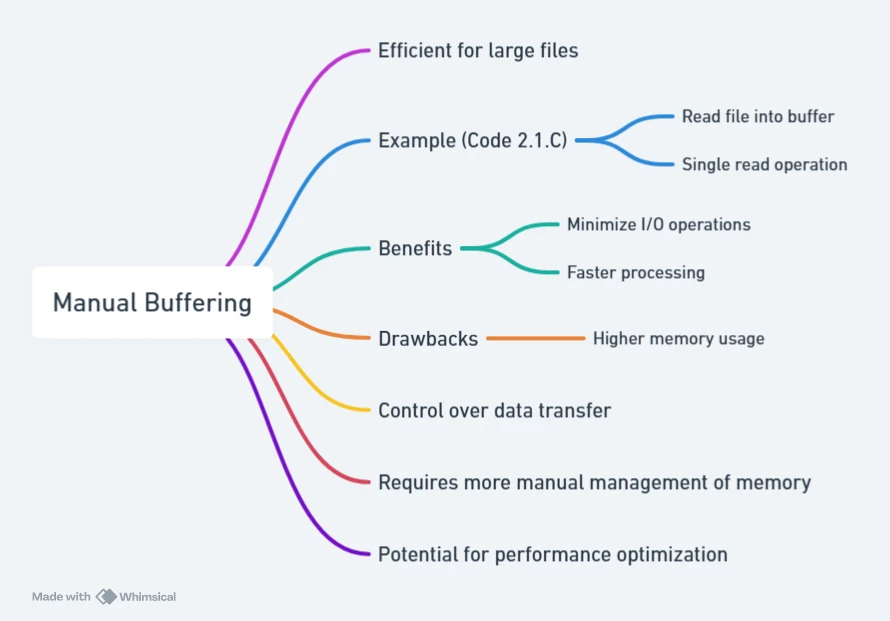 Manual Buffering
Efficient for large files
Example (Code 2.1.C)
Read file into buffer
Single read operation
Benefits
Minimize I/O operations
Faster processing
Drawbacks
Higher memory usage
Control over data transfer
Requires more manual management of memory
Potential for performance optimization
Made with Whimsical